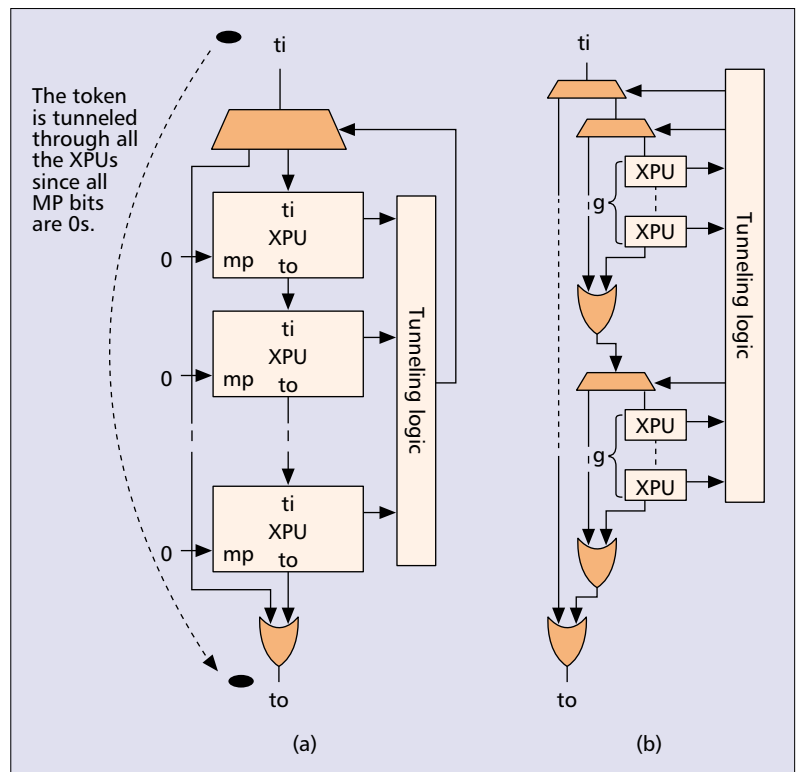 ti
The token
is tunneled
through all
the XPUs
since all
MP bits
are 0s.
ti
XPU
0 mp to
ti
XPU
0 mp to
ti
XPU
0 mp to
Tunneling logic
to
(a)
ti
XPU
g
XPU
XPU
g
XPU
Tunneling logic
to
(b)